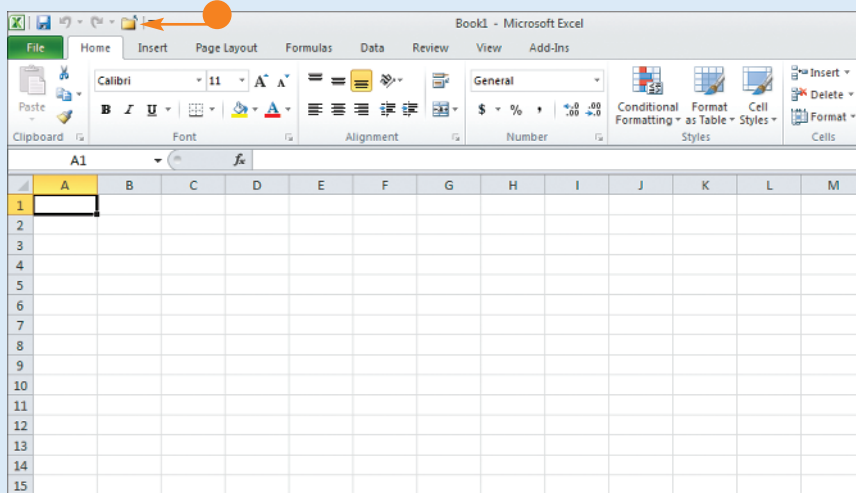 Book1 - Microsoft Excel
File Home Insert Page Layout Formulas Data Review View Add-Ins
Calibri 11 General Insert
Paste Conditional Format Cell Delete
B I U $ % , .0 .00 Formatting as Table Styles Format
Clipboard Font Alignment Number Styles Cells
A1 fx
A B C D E F G H I J K L M
1
2
3
4
5
6
7
8
9
10
11
12
13
14
15